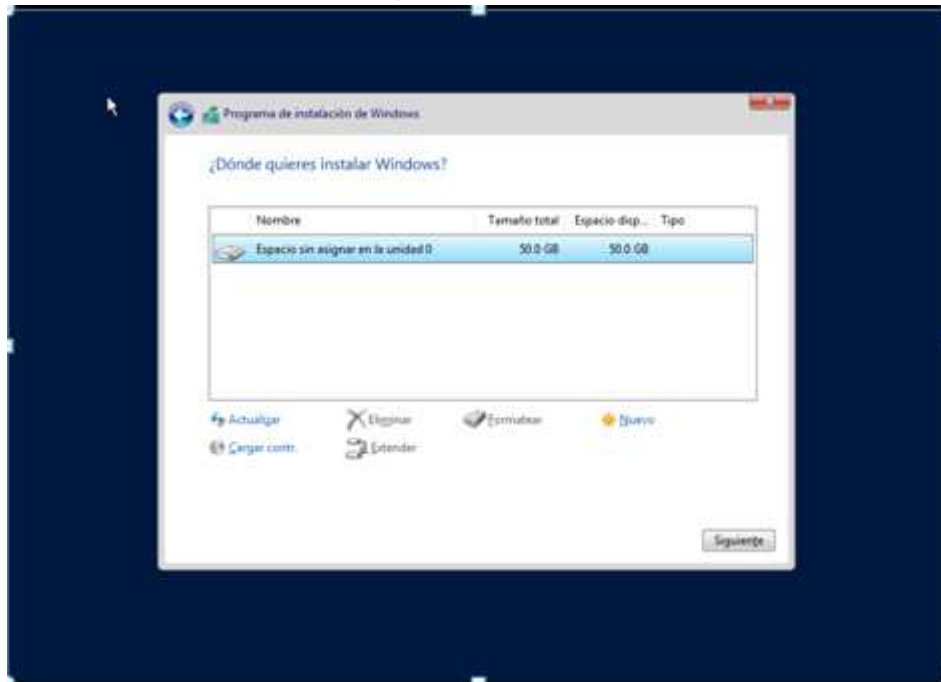 Programa de instalación de Windows
¿Dónde quieres instalar Windows?
Nombre Tamaño total Espacio disp... Tipo
Espacio sin asignar en la unidad 0 50.0 GB 50.0 GB
Actualizar Eliminar Formatear Nuevo
Cargar contr. Extender
Siguiente